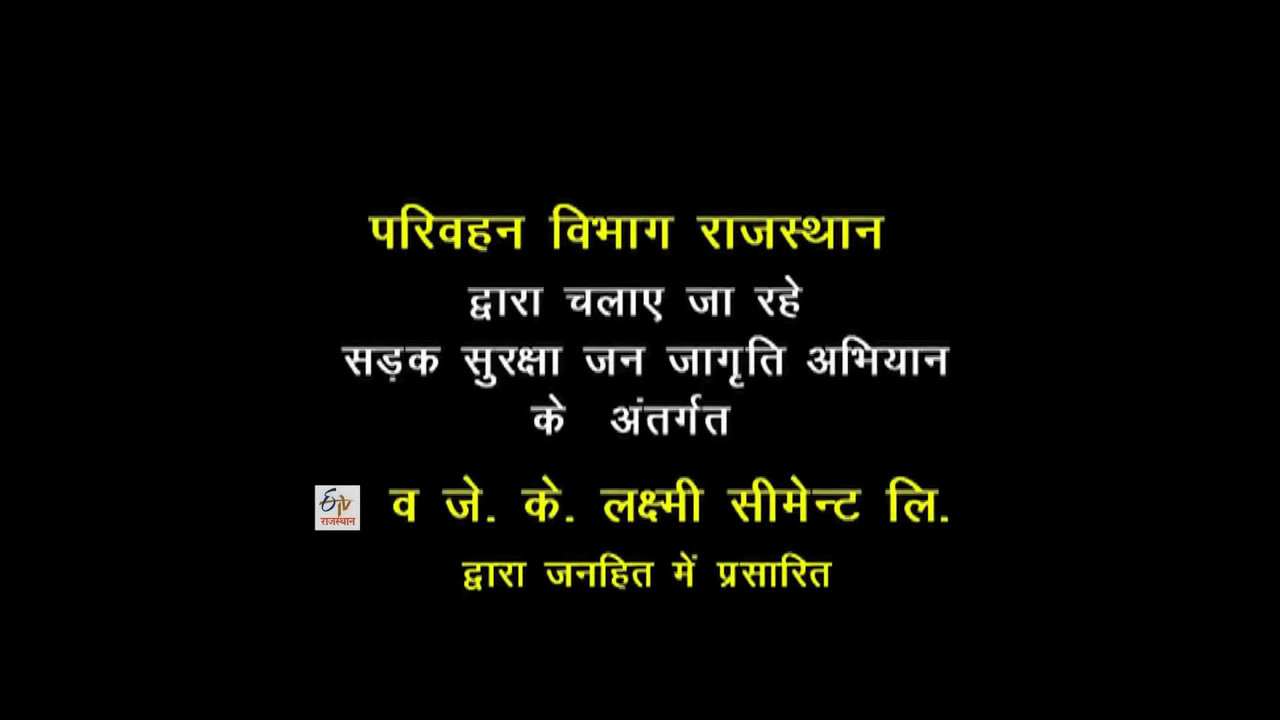 परिवहन विभाग राजस्थान
द्वारा चलाए जा रहे
सड़क सुरक्षा जन जागृति अभियान
के अंतर्गत
ETV राजस्थान व जे. के. लक्ष्मी सीमेन्ट लि.
द्वारा जनहित में प्रसारित